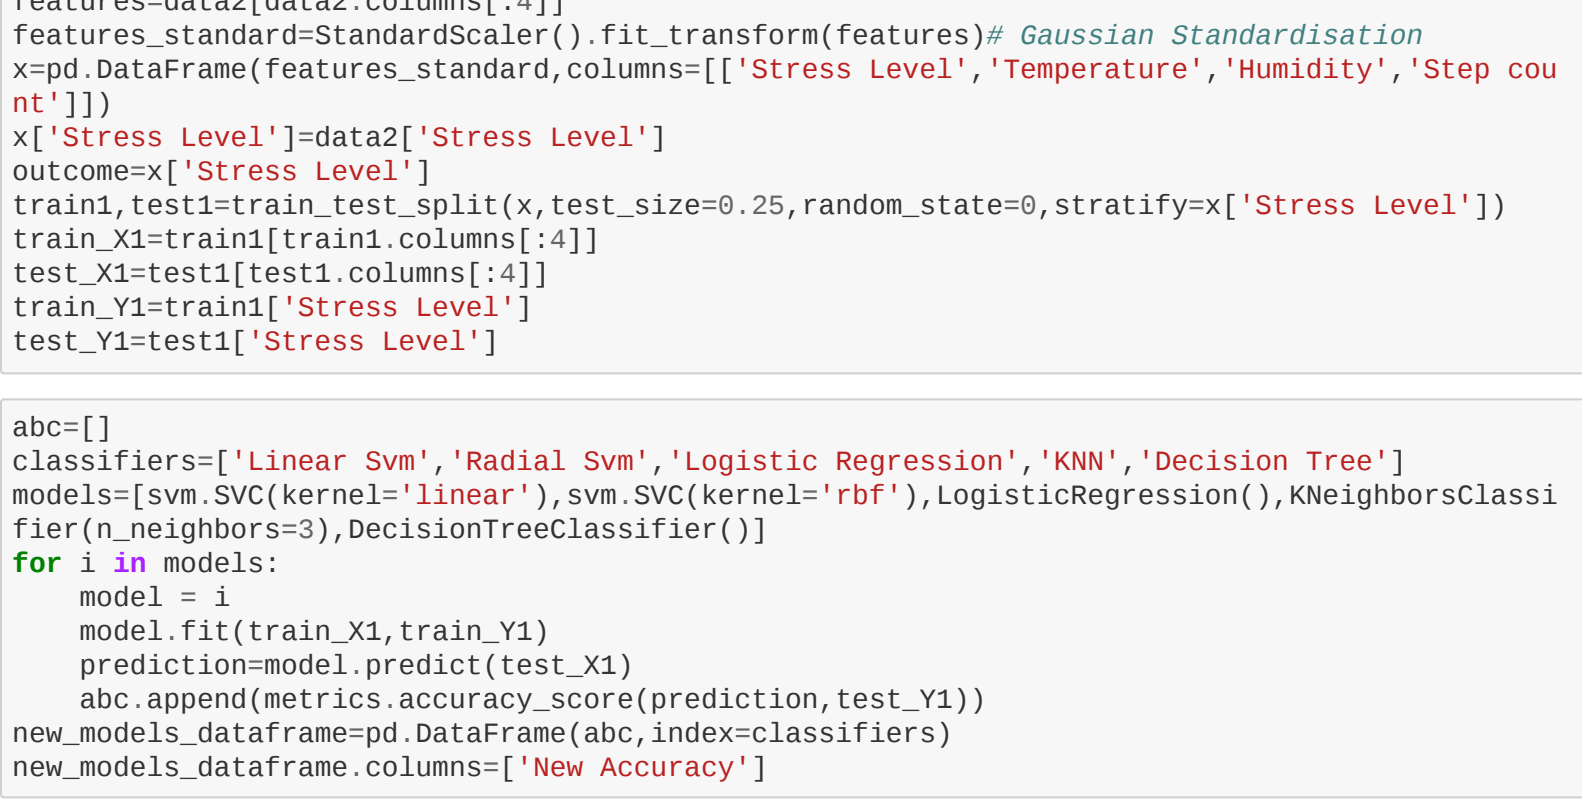 features=data2[data2.columns[:4]]
features_standard=StandardScaler().fit_transform(features)# Gaussian Standardisation
x=pd.DataFrame(features_standard,columns=[['Stress Level','Temperature','Humidity','Step cou
nt']])
x['Stress Level']=data2['Stress Level']
outcome=x['Stress Level']
train1,test1=train_test_split(x,test_size=0.25,random_state=0,stratify=x['Stress Level'])
train_X1=train1[train1.columns[:4]]
test_X1=test1[test1.columns[:4]]
train_Y1=train1['Stress Level']
test_Y1=test1['Stress Level']
abc=[]
classifiers=['Linear Svm','Radial Svm','Logistic Regression','KNN','Decision Tree']
models=[svm.SVC(kernel='linear'),svm.SVC(kernel='rbf'),LogisticRegression(),KNeighborsClassi
fier(n_neighbors=3),DecisionTreeClassifier()]
for i in models:
    model = i
    model.fit(train_X1,train_Y1)
    prediction=model.predict(test_X1)
    abc.append(metrics.accuracy_score(prediction,test_Y1))
new_models_dataframe=pd.DataFrame(abc,index=classifiers)
new_models_dataframe.columns=['New Accuracy']